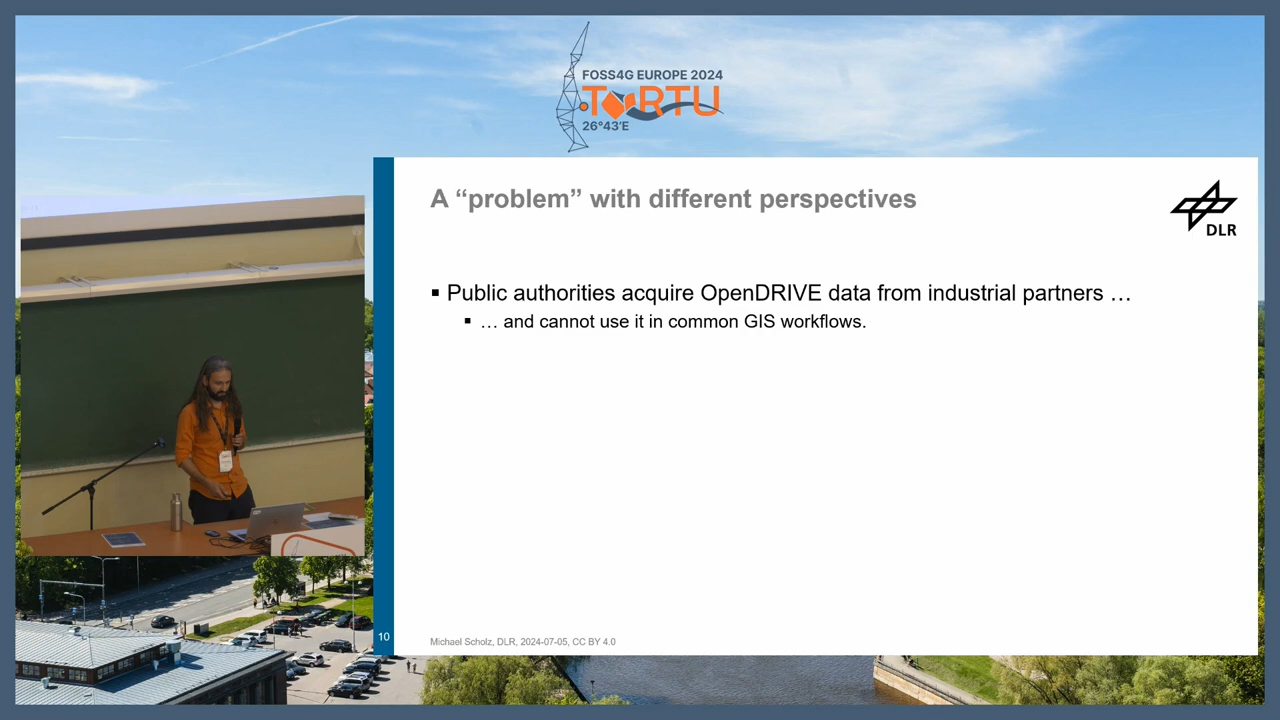 FOSS4G EUROPE 2024
TARTU
26°43'E
A “problem” with different perspectives
DLR
▪ Public authorities acquire OpenDRIVE data from industrial partners …
▪ … and cannot use it in common GIS workflows.
10
Michael Scholz, DLR, 2024-07-05, CC BY 4.0